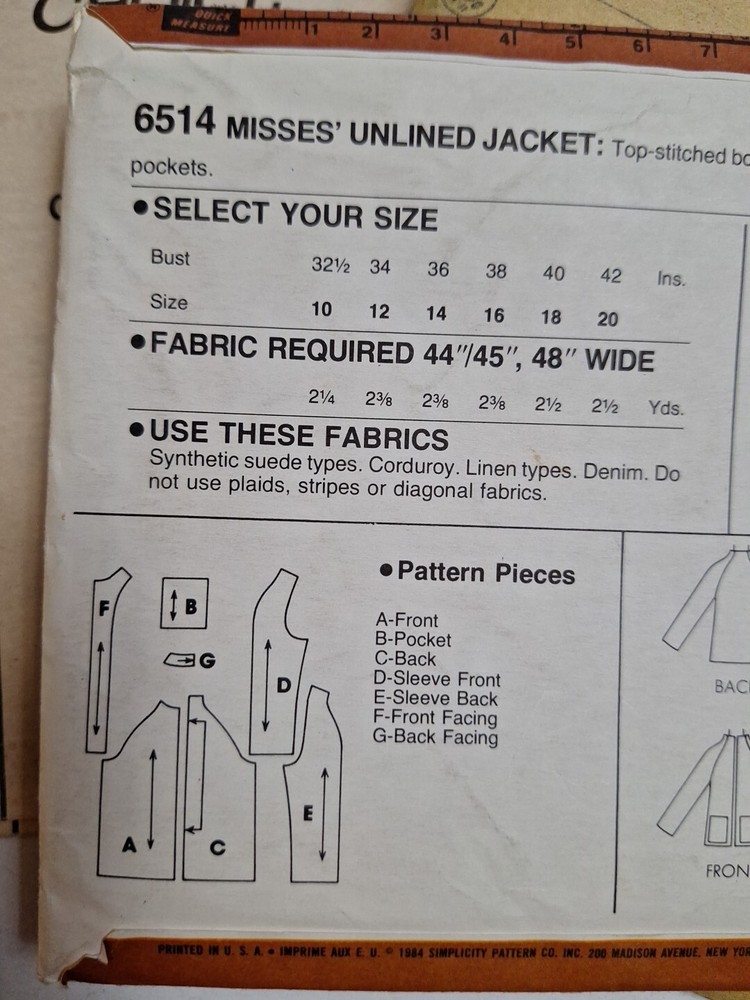 QUICK
MEASURE
1 2 3 4 5 6 7
6514 MISSES' UNLINED JACKET: Top-stitched bo
pockets.
●SELECT YOUR SIZE
Bust 32½ 34 36 38 40 42 Ins.
Size 10 12 14 16 18 20
●FABRIC REQUIRED 44"/45", 48" WIDE
2¼ 2⅜ 2⅜ 2⅜ 2½ 2½ Yds.
●USE THESE FABRICS
Synthetic suede types. Corduroy. Linen types. Denim. Do
not use plaids, stripes or diagonal fabrics.
●Pattern Pieces
A-Front
B-Pocket
C-Back
D-Sleeve Front
E-Sleeve Back
F-Front Facing
G-Back Facing
F
B
G
D
A
C
E
BAC
FRON
PRINTED IN U. S. A. • IMPRIME AUX E. U. © 1984 SIMPLICITY PATTERN CO. INC. 200 MADISON AVENUE, NEW YOR